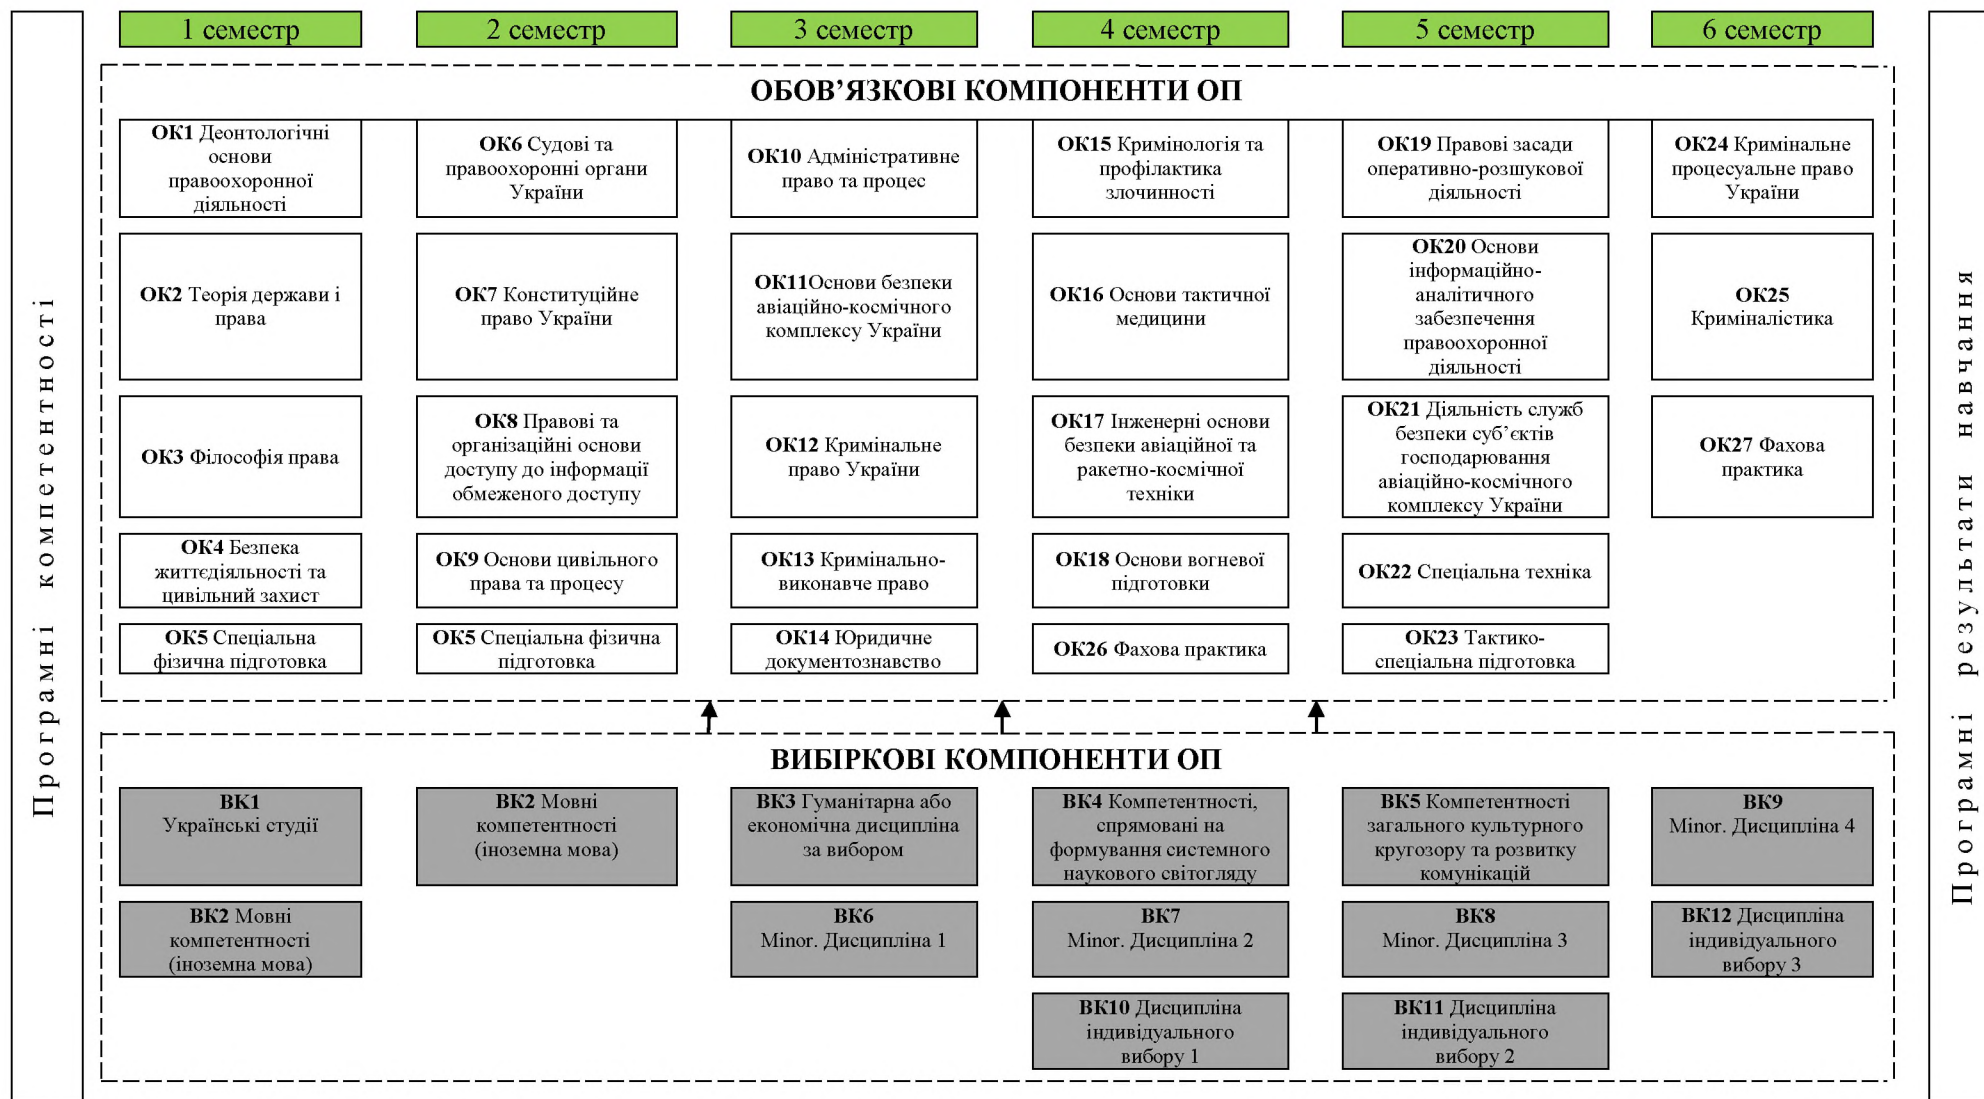 Програмні компетентності
1 семестр
2 семестр
3 семестр
4 семестр
5 семестр
6 семестр
ОБОВ’ЯЗКОВІ КОМПОНЕНТИ ОП
ОК1 Деонтологічні
основи
правоохоронної
діяльності
ОК6 Судові та
правоохоронні органи
України
ОК10 Адміністративне
право та процес
ОК15 Кримінологія та
профілактика
злочинності
ОК19 Правові засади
оперативно-розшукової
діяльності
ОК24 Кримінальне
процесуальне право
України
ОК2 Теорія держави і
права
ОК7 Конституційне
право України
ОК11Основи безпеки
авіаційно-космічного
комплексу України
ОК16 Основи тактичної
медицини
ОК20 Основи
інформаційно-
аналітичного
забезпечення
правоохоронної
діяльності
ОК25
Криміналістика
ОК3 Філософія права
ОК8 Правові та
організаційні основи
доступу до інформації
обмеженого доступу
ОК12 Кримінальне
право України
ОК17 Інженерні основи
безпеки авіаційної та
ракетно-космічної
техніки
ОК21 Діяльність служб
безпеки суб’єктів
господарювання
авіаційно-космічного
комплексу України
ОК27 Фахова
практика
ОК4 Безпека
життєдіяльності та
цивільний захист
ОК9 Основи цивільного
права та процесу
ОК13 Кримінально-
виконавче право
ОК18 Основи вогневої
підготовки
ОК22 Спеціальна техніка
ОК5 Спеціальна
фізична підготовка
ОК5 Спеціальна фізична
підготовка
ОК14 Юридичне
документознавство
ОК26 Фахова практика
ОК23 Тактико-
спеціальна підготовка
ВИБІРКОВІ КОМПОНЕНТИ ОП
ВК1
Українські студії
ВК2 Мовні
компетентності
(іноземна мова)
ВК3 Гуманітарна або
економічна дисципліна
за вибором
ВК4 Компетентності,
спрямовані на
формування системного
наукового світогляду
ВК5 Компетентності
загального культурного
кругозору та розвитку
комунікацій
ВК9
Minor. Дисципліна 4
ВК2 Мовні
компетентності
(іноземна мова)
ВК6
Minor. Дисципліна 1
ВК7
Minor. Дисципліна 2
ВК8
Minor. Дисципліна 3
ВК12 Дисципліна
індивідуального
вибору 3
ВК10 Дисципліна
індивідуального
вибору 1
ВК11 Дисципліна
індивідуального
вибору 2
Програмні результати навчання